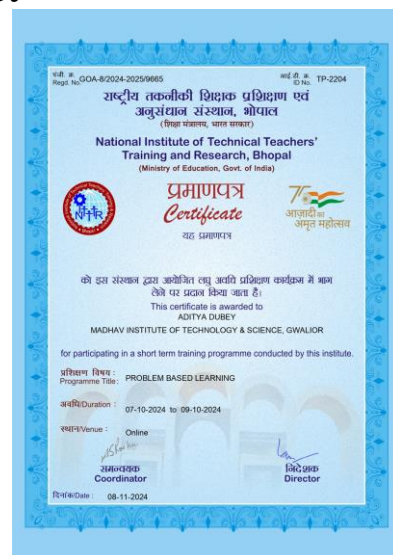 पंजी. क्र.
Regd. No. GOA-8/2024-2025/9665
आई.डी. क्र.
ID No. TP-2204
राष्ट्रीय तकनीकी शिक्षक प्रशिक्षण एवं
अनुसंधान संस्थान, भोपाल
(शिक्षा मंत्रालय, भारत सरकार)
National Institute of Technical Teachers'
Training and Research, Bhopal
(Ministry of Education, Govt. of India)
NITTTR
प्रमाणपत्र
Certificate
यह प्रमाणपत्र
आज़ादी का
अमृत महोत्सव
को इस संस्थान द्वारा आयोजित लघु अवधि प्रशिक्षण कार्यक्रम में भाग
लेने पर प्रदान किया जाता है।
This certificate is awarded to
ADITYA DUBEY
MADHAV INSTITUTE OF TECHNOLOGY & SCIENCE, GWALIOR
for participating in a short term training programme conducted by this institute.
प्रशिक्षण विषय :
Programme Title : PROBLEM BASED LEARNING
अवधि/Duration : 07-10-2024 to 09-10-2024
स्थान/Venue : Online
समन्वयक
Coordinator
निदेशक
Director
दिनांक/Date : 08-11-2024